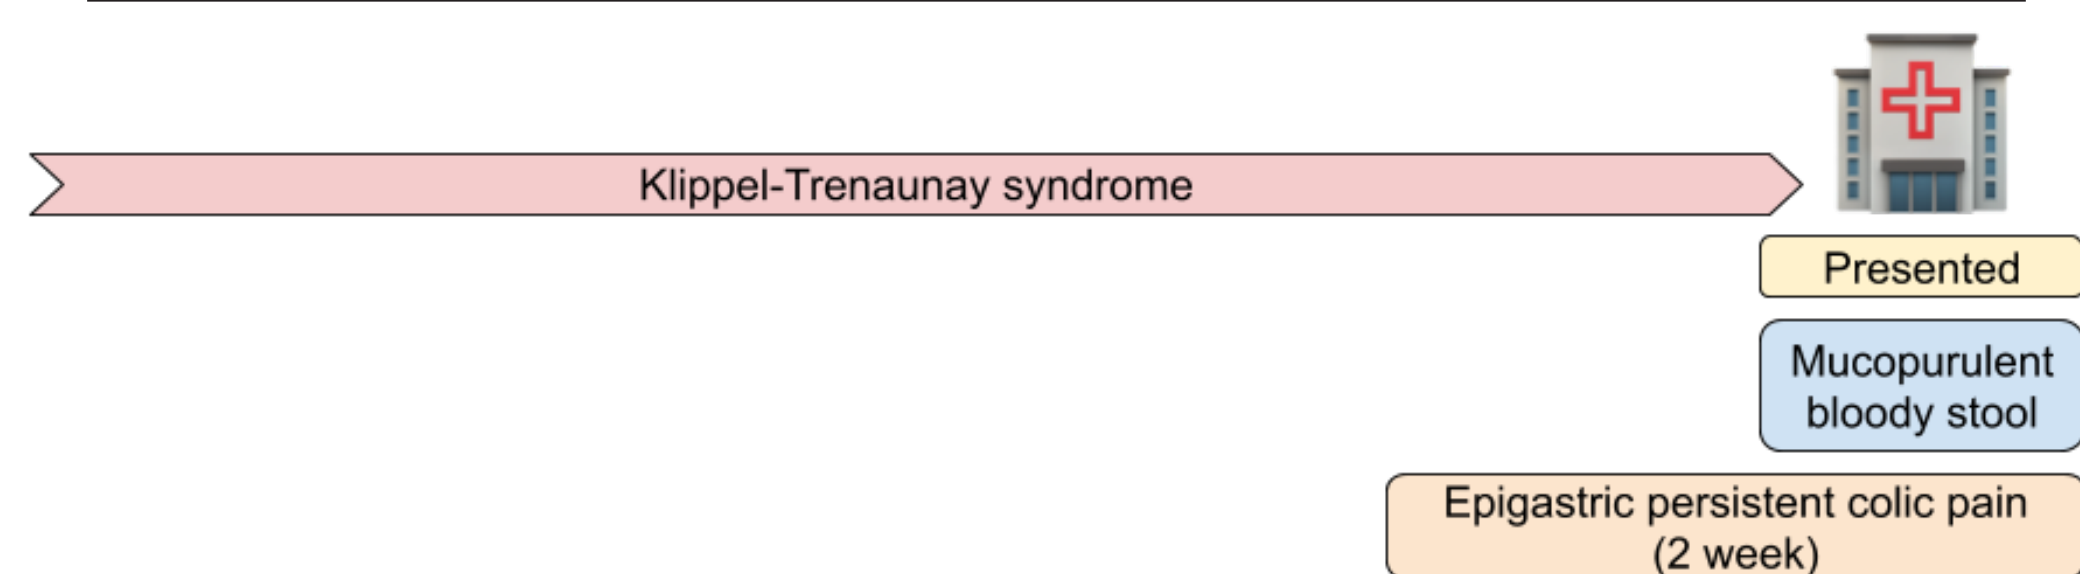 Klippel-Trenaunay syndrome
Presented
Mucopurulent
bloody stool
Epigastric persistent colic pain
(2 week)